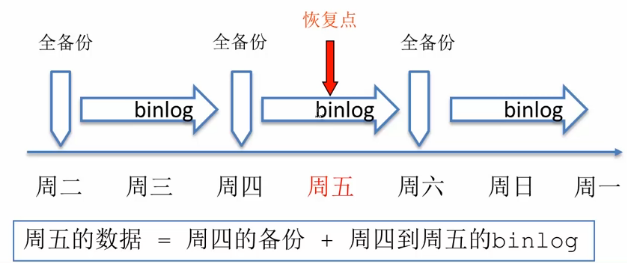 恢复点
全备份 全备份 全备份
binlog binlog binlog
周二 周三 周四 周五 周六 周日 周一
周五的数据 = 周四的备份 + 周四到周五的binlog